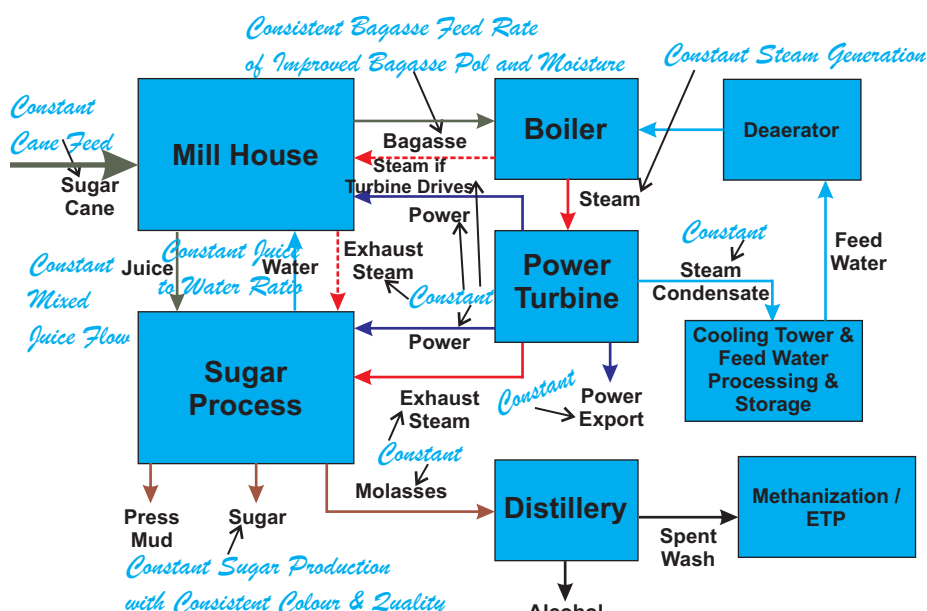 Consistent Bagasse Feed Rate
of Improved Bagasse Pol and Moisture
Constant Steam Generation
Constant
Cane Feed
Sugar
Cane
Mill House
Bagasse
Steam if
Turbine Drives
Power
Boiler
Deaerator
Steam
Constant
Steam
Condensate
Feed
Water
Constant
Mixed
Juice Flow
Juice
Constant Juice
to Water Ratio
Water
Exhaust
Steam
Constant
Power
Power
Turbine
Cooling Tower &
Feed Water
Processing &
Storage
Sugar
Process
Exhaust
Steam
Constant
Power
Export
Constant
Molasses
Press
Mud
Sugar
Constant Sugar Production
with Consistent Colour & Quality
Distillery
Spent
Wash
Methanization /
ETP
Alcohol